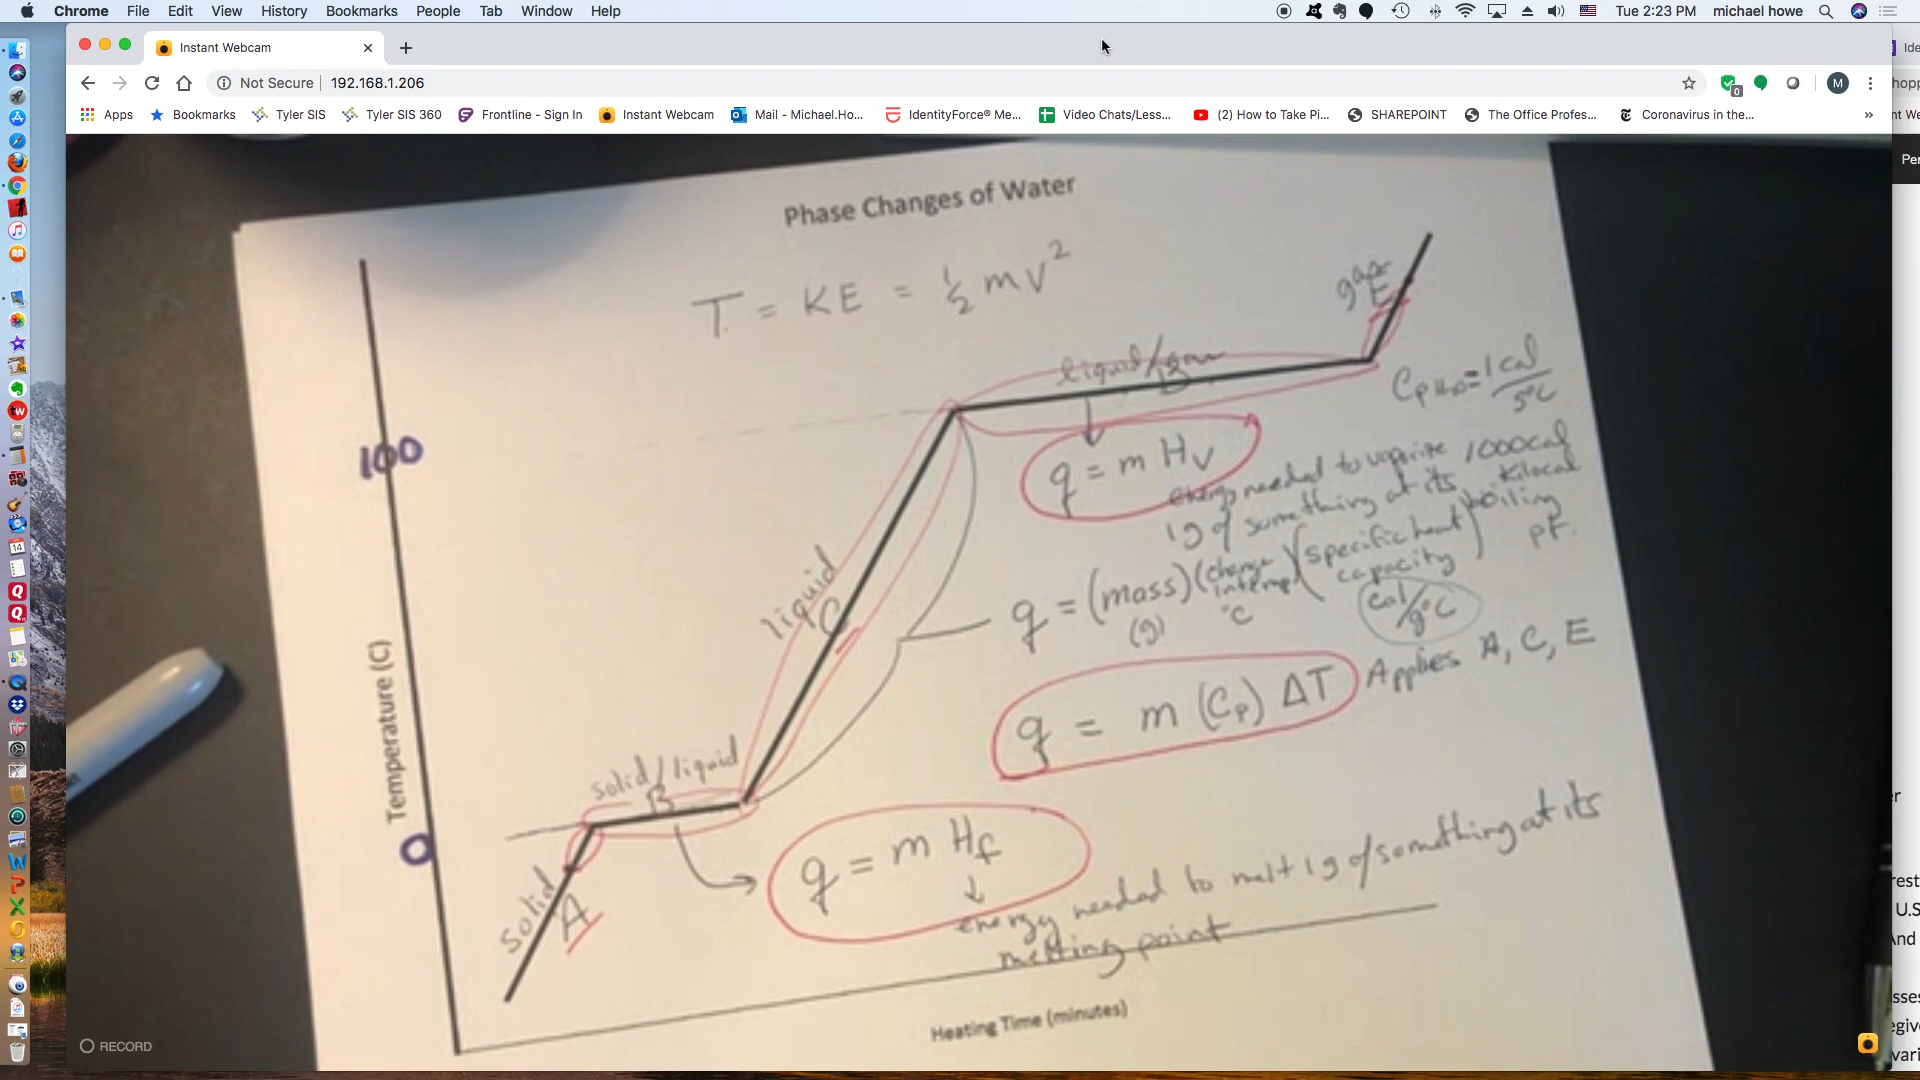 Chrome File Edit View History Bookmarks People Tab Window Help Tue 2:23 PM michael howe
Instant Webcam
Not Secure 192.168.1.206 M
Apps Bookmarks Tyler SIS Tyler SIS 360 Frontline - Sign In Instant Webcam Mail - Michael.Ho... IdentityForce® Me... Video Chats/Less... (2) How to Take Pi... SHAREPOINT The Office Profes... Coronavirus in the... »
Phase Changes of Water
T = KE = ½ mv²
gas
E
liquid/gas
D
CpH₂O = 1 cal
100
q = m Hv
energy needed to vaporize
1 g of something at its
boiling
pt.
1000 cal
Kilocal
liquid
C
q = (mass) (change in temp) (specific heat capacity)
(g) °C cal/g°C
q = m (Cp) ΔT Applies A, C, E
Temperature (C)
solid/liquid
B
0
q = m Hf
energy needed to melt 1 g of something at its
melting point
solid
A
Heating Time (minutes)
RECORD